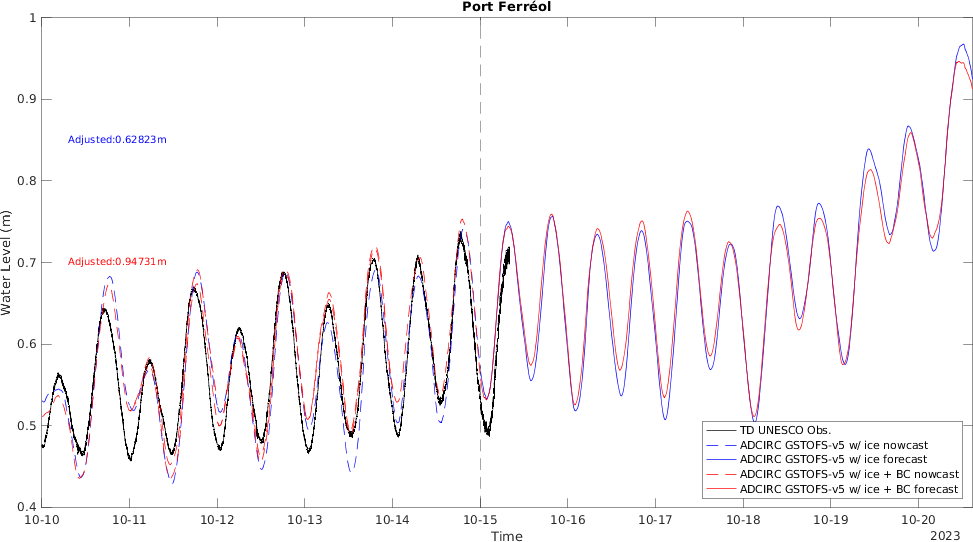 Port Ferréol
Water Level (m)
1
0.9
0.8
0.7
0.6
0.5
0.4
Adjusted:0.62823m
Adjusted:0.94731m
TD UNESCO Obs.
ADCIRC GSTOFS-v5 w/ ice nowcast
ADCIRC GSTOFS-v5 w/ ice forecast
ADCIRC GSTOFS-v5 w/ ice + BC nowcast
ADCIRC GSTOFS-v5 w/ ice + BC forecast
10-10 10-11 10-12 10-13 10-14 10-15 10-16 10-17 10-18 10-19 10-20
Time
2023